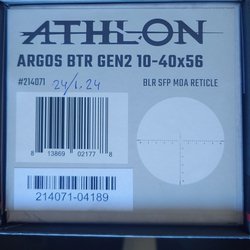 ATHLON
ARGOS BTR GEN2 10-40x56
#214071
24/1.24
BLR SFP MOA RETICLE
8 13869 02177 8
214071-04189